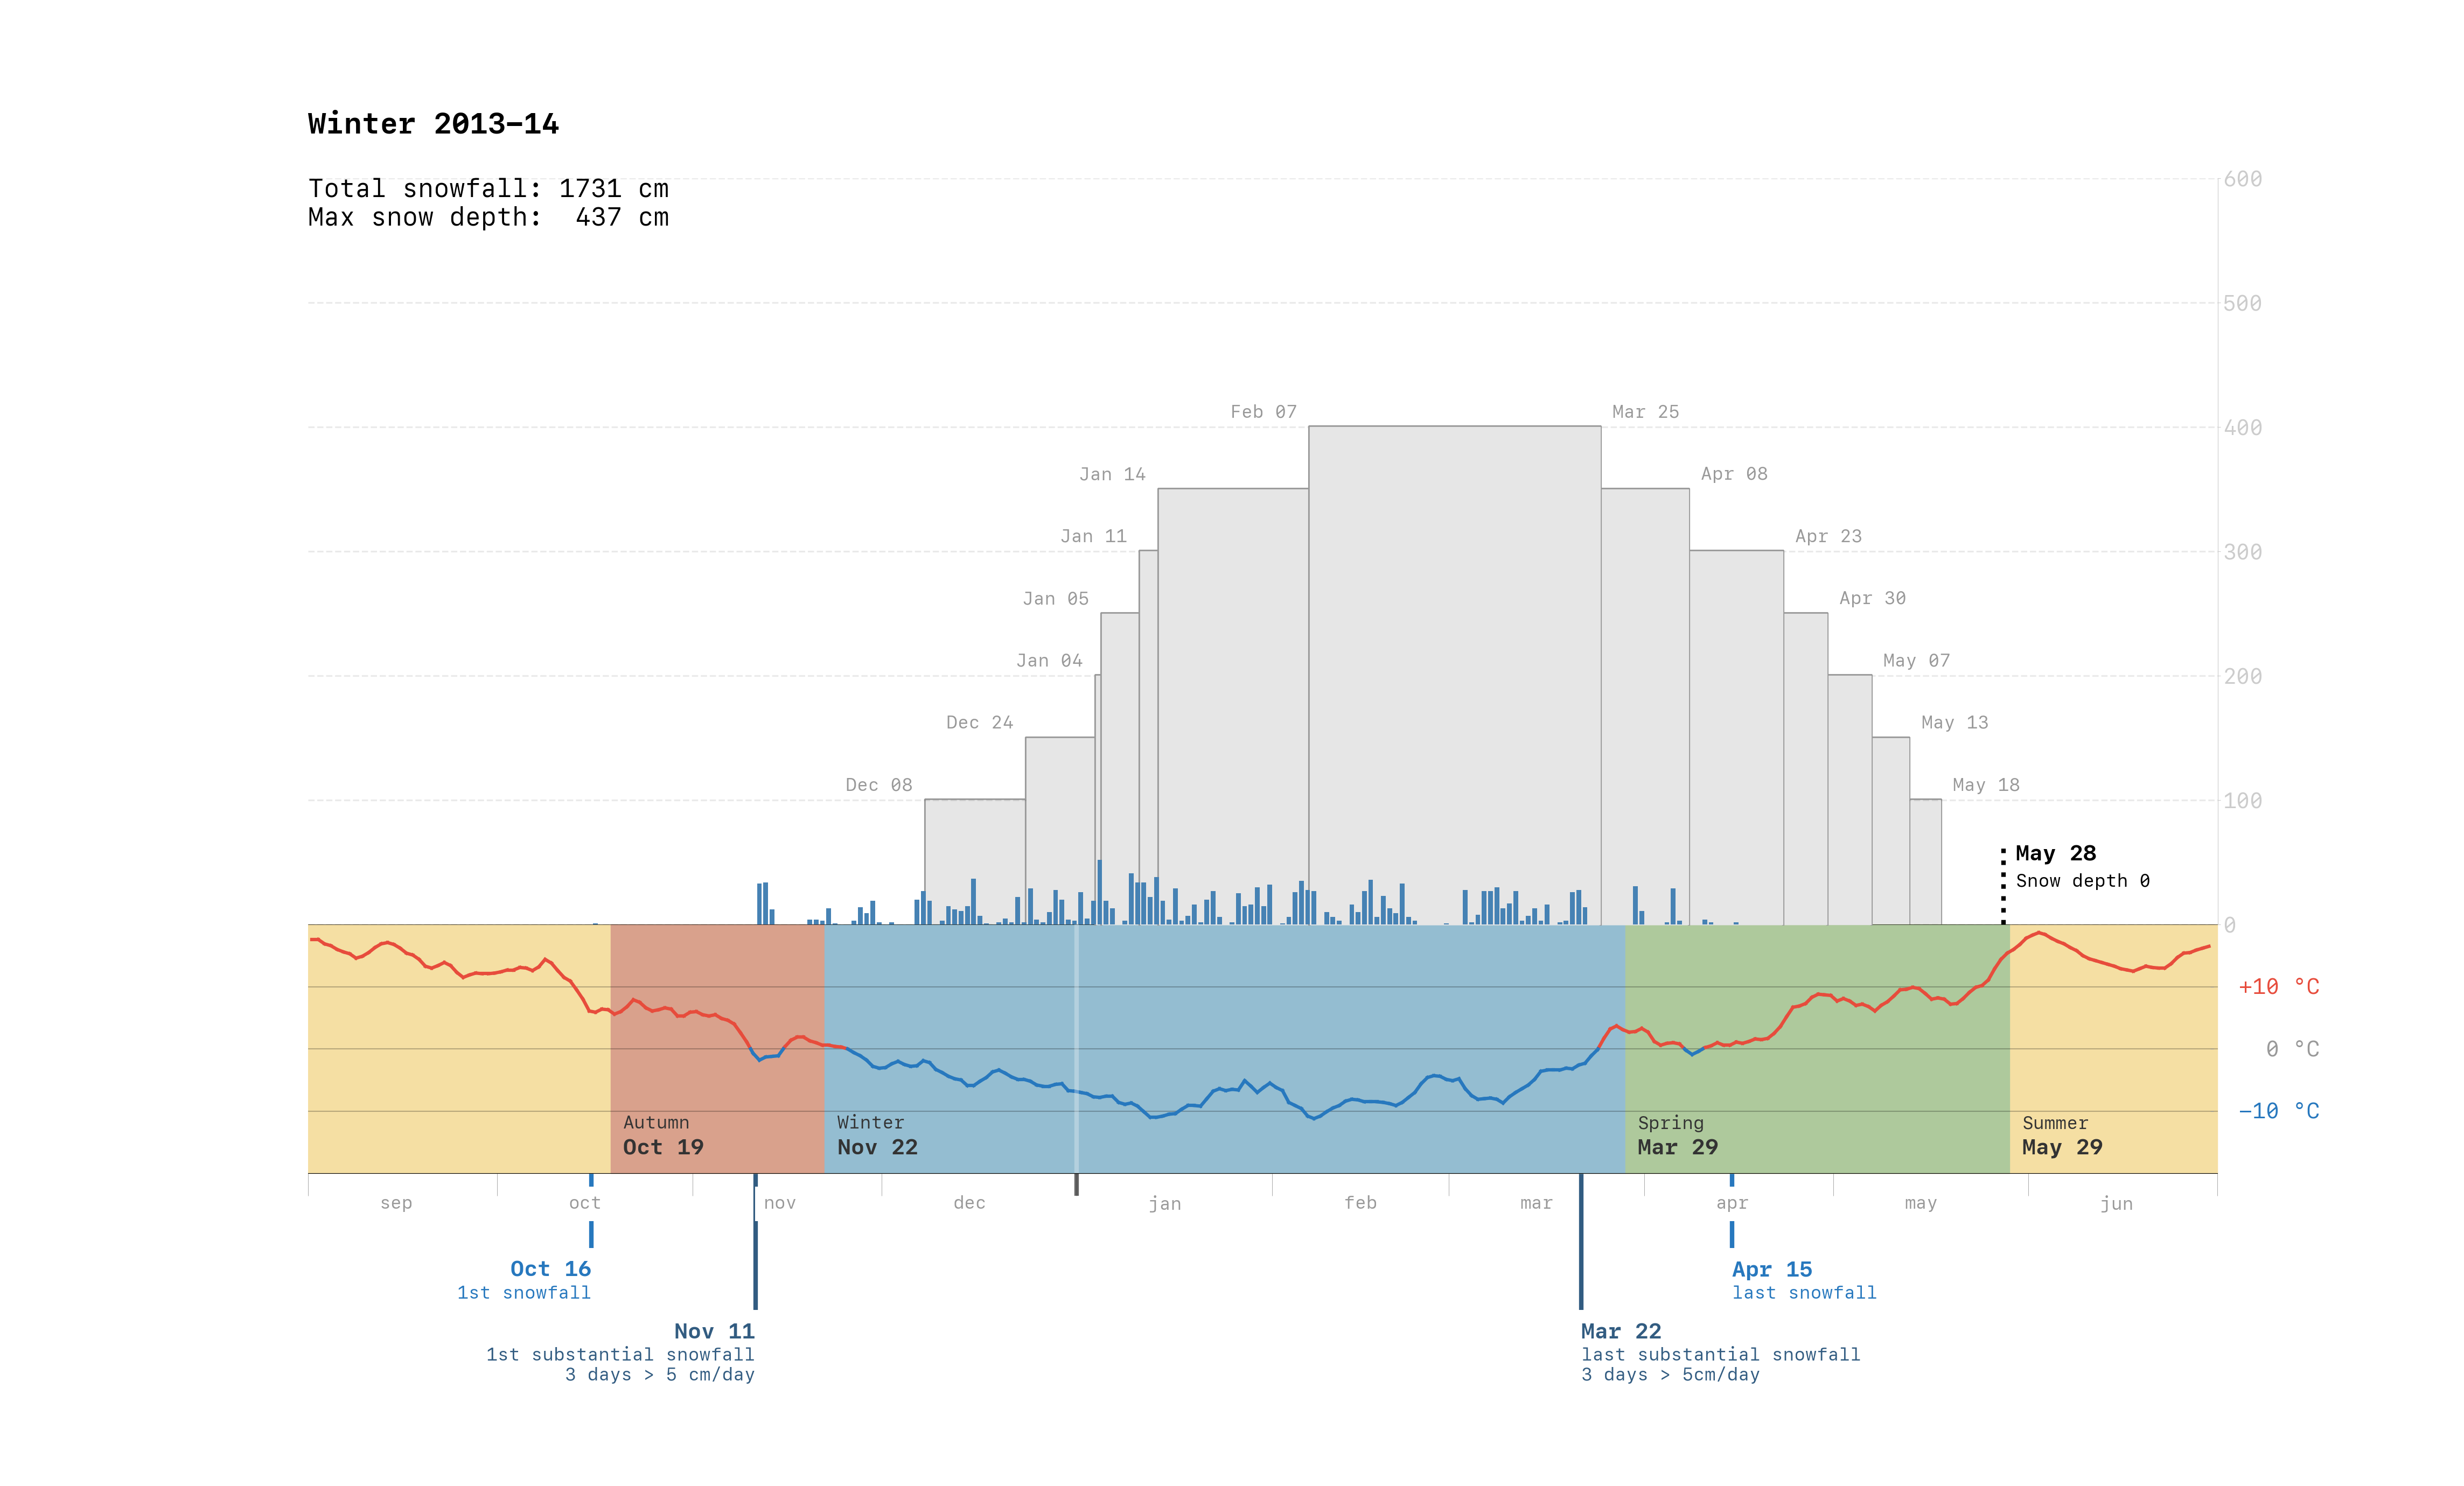 Winter 2013–14
Total snowfall: 1731 cm
Max snow depth: 437 cm
600
500
400
300
200
100
0
Feb 07
Mar 25
Jan 14
Apr 08
Jan 11
Apr 23
Jan 05
Apr 30
Jan 04
May 07
Dec 24
May 13
Dec 08
May 18
May 28
Snow depth 0
+10 °C
0 °C
−10 °C
Autumn
Oct 19
Winter
Nov 22
Spring
Mar 29
Summer
May 29
sep
oct
nov
dec
jan
feb
mar
apr
may
jun
Oct 16
1st snowfall
Apr 15
last snowfall
Nov 11
1st substantial snowfall
3 days > 5 cm/day
Mar 22
last substantial snowfall
3 days > 5cm/day